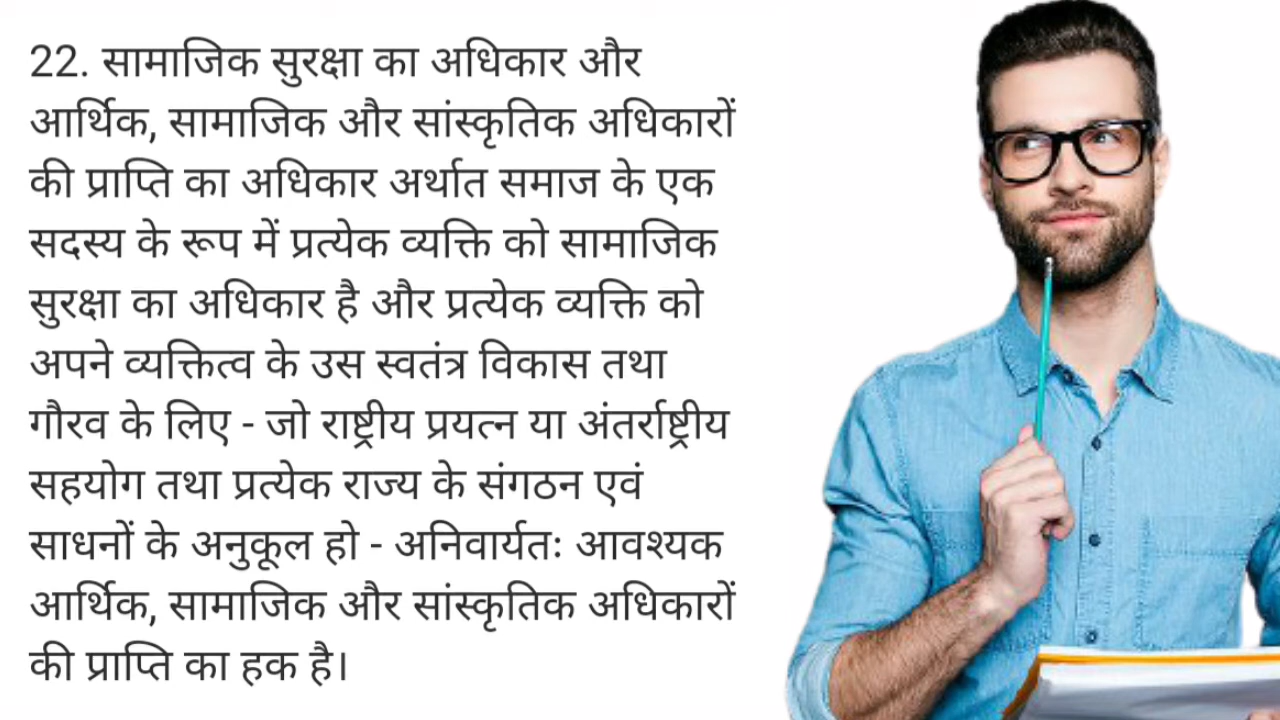 22. सामाजिक सुरक्षा का अधिकार और
आर्थिक, सामाजिक और सांस्कृतिक अधिकारों
की प्राप्ति का अधिकार अर्थात समाज के एक
सदस्य के रूप में प्रत्येक व्यक्ति को सामाजिक
सुरक्षा का अधिकार है और प्रत्येक व्यक्ति को
अपने व्यक्तित्व के उस स्वतंत्र विकास तथा
गौरव के लिए - जो राष्ट्रीय प्रयत्न या अंतर्राष्ट्रीय
सहयोग तथा प्रत्येक राज्य के संगठन एवं
साधनों के अनुकूल हो - अनिवार्यतः आवश्यक
आर्थिक, सामाजिक और सांस्कृतिक अधिकारों
की प्राप्ति का हक है।